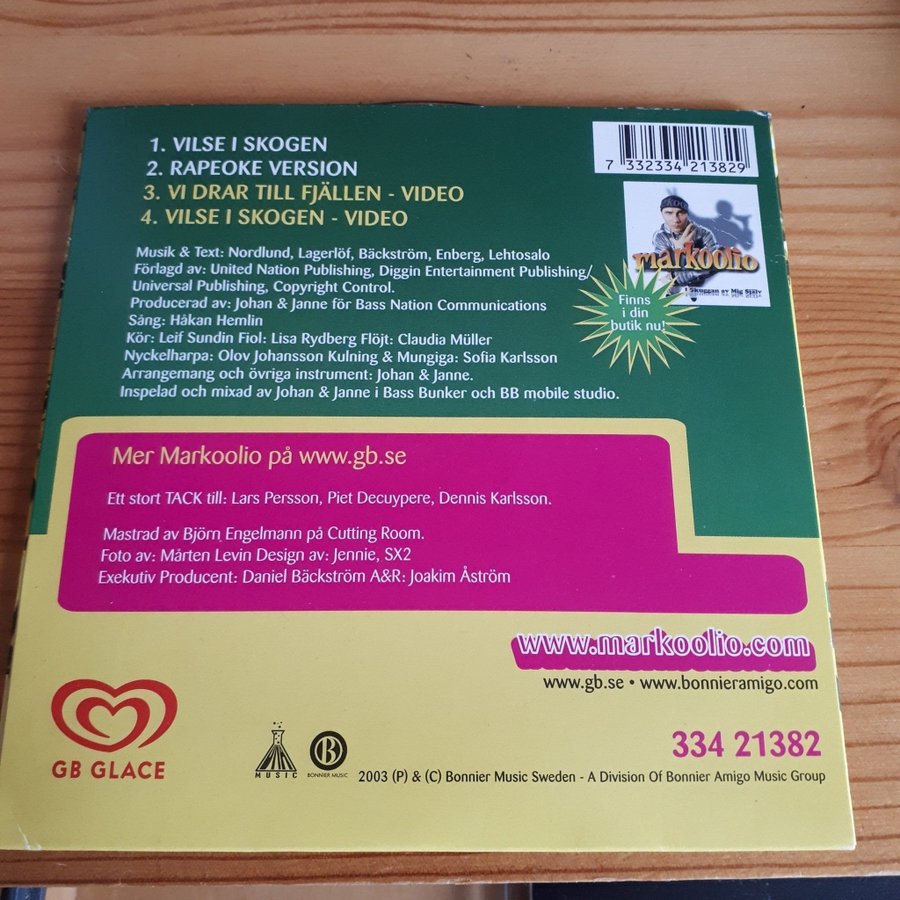 1. VILSE I SKOGEN
2. RAPEOKE VERSION
3. VI DRAR TILL FJÄLLEN - VIDEO
4. VILSE I SKOGEN - VIDEO
7 332334 213829
markoolio
I Skuggan av Mig Själv
Finns
i din
butik nu!
Musik & Text: Nordlund, Lagerlöf, Bäckström, Enberg, Lehtosalo
Förlagd av: United Nation Publishing, Diggin Entertainment Publishing/
Universal Publishing, Copyright Control.
Producerad av: Johan & Janne för Bass Nation Communications
Sång: Håkan Hemlin
Kör: Leif Sundin Fiol: Lisa Rydberg Flöjt: Claudia Müller
Nyckelharpa: Olov Johansson Kulning & Mungiga: Sofia Karlsson
Arrangemang och övriga instrument: Johan & Janne.
Inspelad och mixad av Johan & Janne i Bass Bunker och BB mobile studio.
Mer Markoolio på www.gb.se
Ett stort TACK till: Lars Persson, Piet Decuypere, Dennis Karlsson.
Mastrad av Björn Engelmann på Cutting Room.
Foto av: Mårten Levin Design av: Jennie, SX2
Exekutiv Producent: Daniel Bäckström A&R: Joakim Åström
www.markoolio.com
www.gb.se • www.bonnieramigo.com
334 21382
GB GLACE
MUSIC
B
BONNIER MUSIC
2003 (P) & (C) Bonnier Music Sweden - A Division Of Bonnier Amigo Music Group